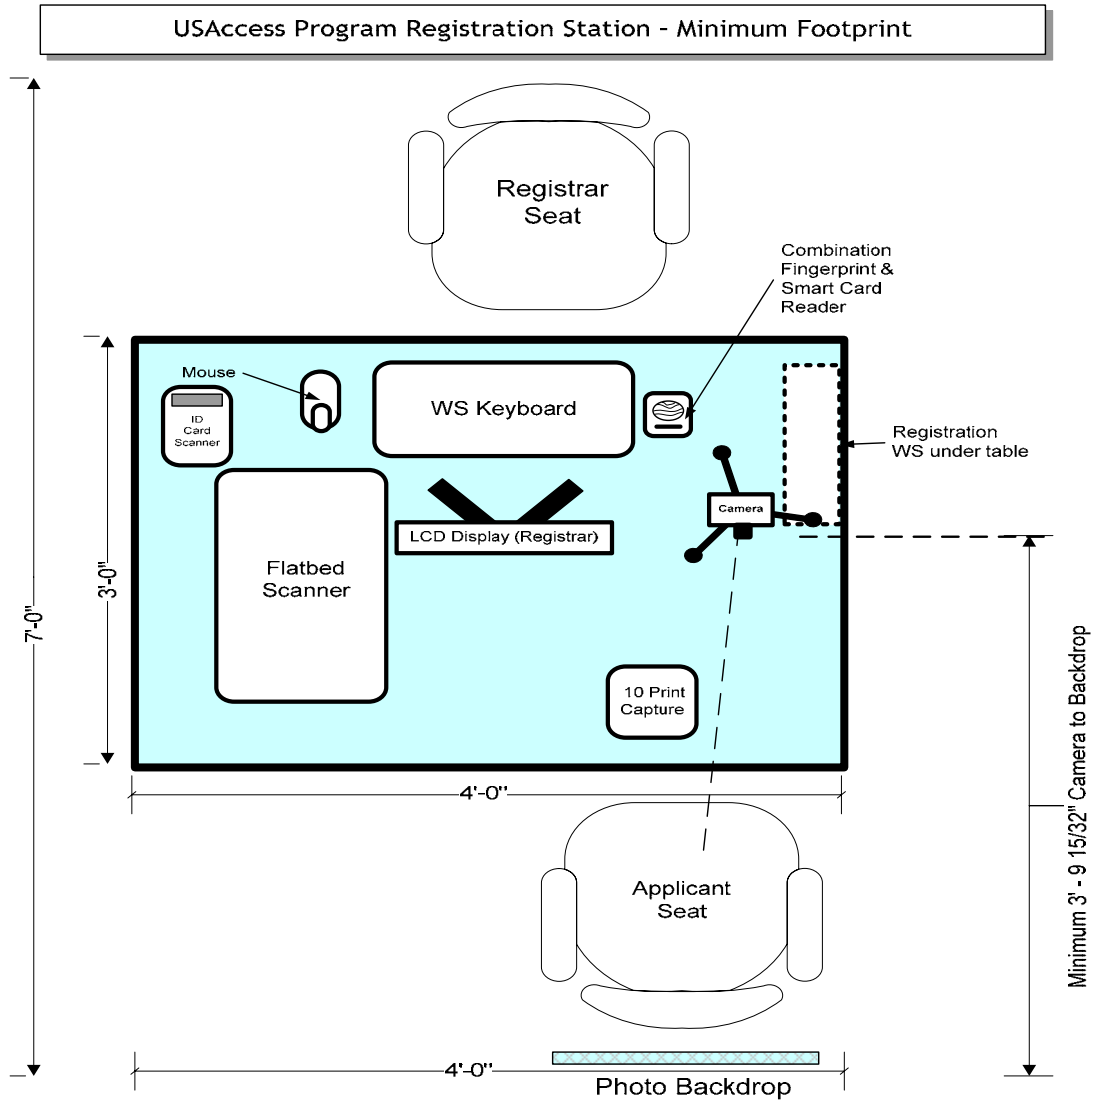 USAccess Program Registration Station - Minimum Footprint
Registrar
Seat
Combination
Fingerprint &
Smart Card
Reader
Mouse
ID
Card
Scanner
WS Keyboard
Registration
WS under table
Camera
LCD Display (Registrar)
Flatbed
Scanner
3'-0"
7'-0"
10 Print
Capture
4'-0"
Minimum 3' - 9 15/32" Camera to Backdrop
Applicant
Seat
4'-0"
Photo Backdrop